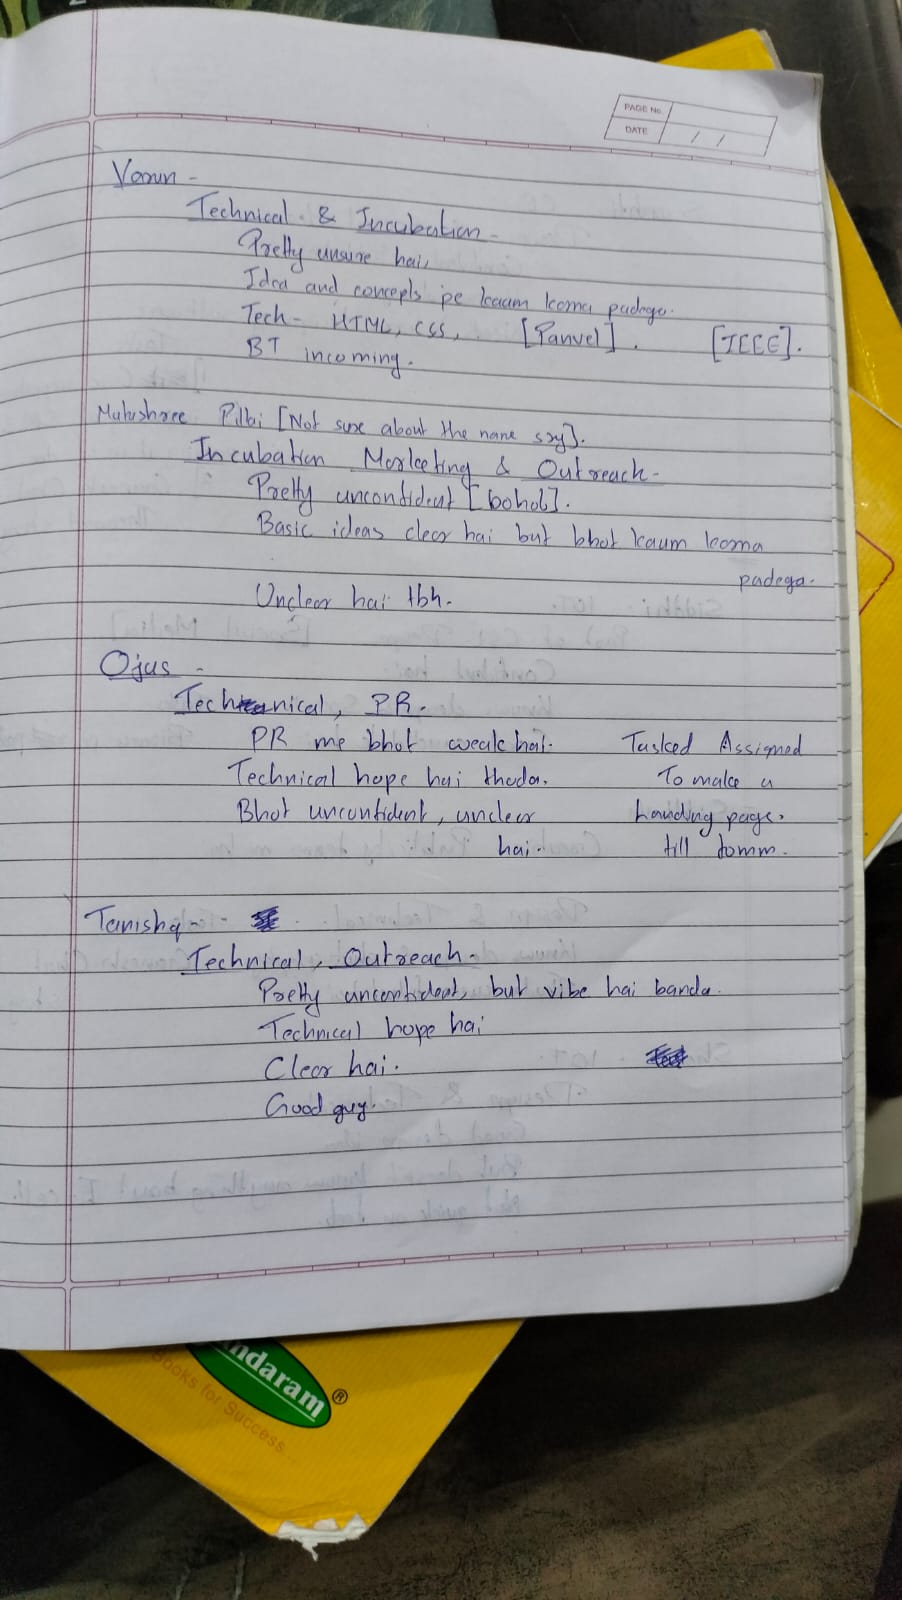 PAGE No.
DATE / /
Varun -
Technical & Incubation -
Pretty unsure hai,
Idea and concepts pe kaam karna padega.
Tech - HTML, CSS, [Panvel]. [IEEE].
BT incoming.
Mahashree Pillai [Not sure about the name sry].
Incubation Marketing & Outreach -
Pretty unconfident [bohot].
Basic ideas clear hai but bhot kaam karna
padega.
Unclear hai tbh.
Ojus -
Technical, PR.
PR me bhot weak hai. Tasked Assigned
Technical hope hai thoda. To make a
Bhot unconfident, unclear landing page.
hai. till tomm.
Tanishq -
Technical, Outreach -
Pretty unconfident, but vibe hai banda.
Technical hope hai
Clear hai.
Good guy.
ndaram®
Books for Success